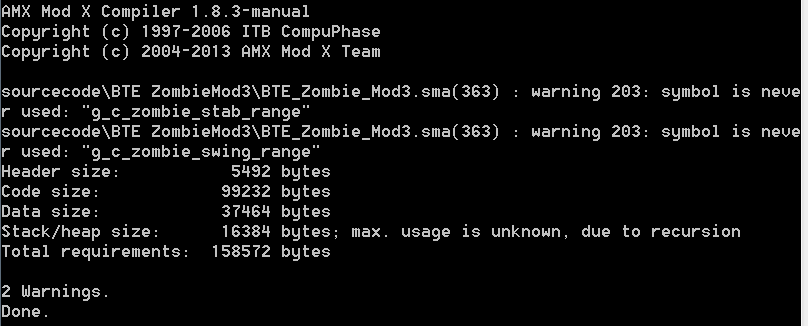 AMX Mod X Compiler 1.8.3-manual
Copyright (c) 1997-2006 ITB CompuPhase
Copyright (c) 2004-2013 AMX Mod X Team

sourcecode\BTE ZombieMod3\BTE_Zombie_Mod3.sma(363) : warning 203: symbol is neve
r used: "g_c_zombie_stab_range"
sourcecode\BTE ZombieMod3\BTE_Zombie_Mod3.sma(363) : warning 203: symbol is neve
r used: "g_c_zombie_swing_range"
Header size:           5492 bytes
Code size:            99232 bytes
Data size:            37464 bytes
Stack/heap size:      16384 bytes; max. usage is unknown, due to recursion
Total requirements:  158572 bytes

2 Warnings.
Done.